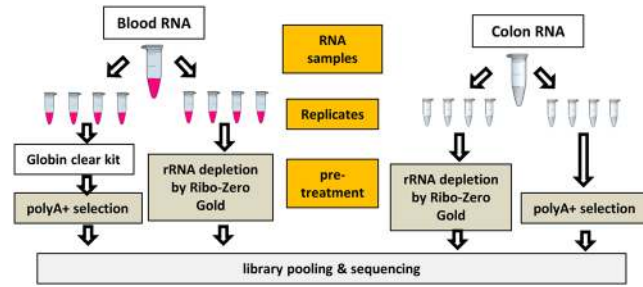 Blood RNA
RNA
samples
Colon RNA
Replicates
Globin clear kit
rRNA depletion
by Ribo-Zero
Gold
pre-
treatment
rRNA depletion
by Ribo-Zero
Gold
polyA+ selection
polyA+ selection
library pooling & sequencing